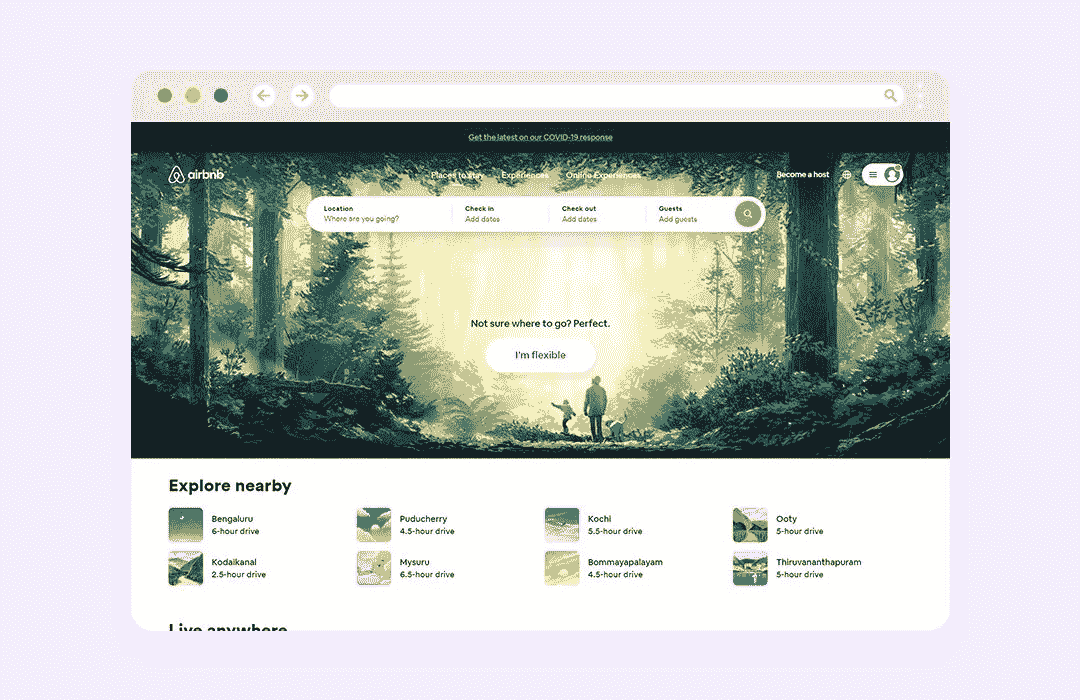 Get the latest on our COVID-19 response
airbnb
Places to stay Experiences Online Experiences
Become a host
Location Check in Check out Guests
Where are you going? Add dates Add dates Add guests
Not sure where to go? Perfect.
I'm flexible
Explore nearby
Bengaluru Puducherry Kochi Ooty
6-hour drive 4.5-hour drive 5.5-hour drive 5-hour drive
Kodaikanal Mysuru Bommayapalayam Thiruvananthapuram
2.5-hour drive 6.5-hour drive 4.5-hour drive 5-hour drive
Live anywhere